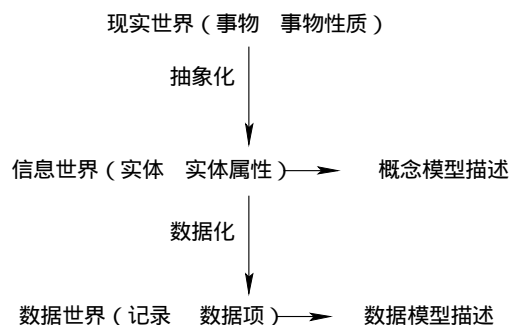 现实世界（事物　事物性质）
抽象化
信息世界（实体　实体属性）
概念模型描述
数据化
数据世界（记录　数据项）
数据模型描述